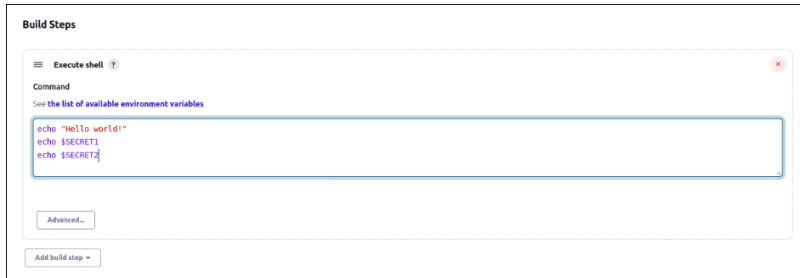 Build Steps
Execute shell ?
Command
See the list of available environment variables
echo "Hello world!"
echo $SECRET1
echo $SECRET2
Advanced...
Add build step